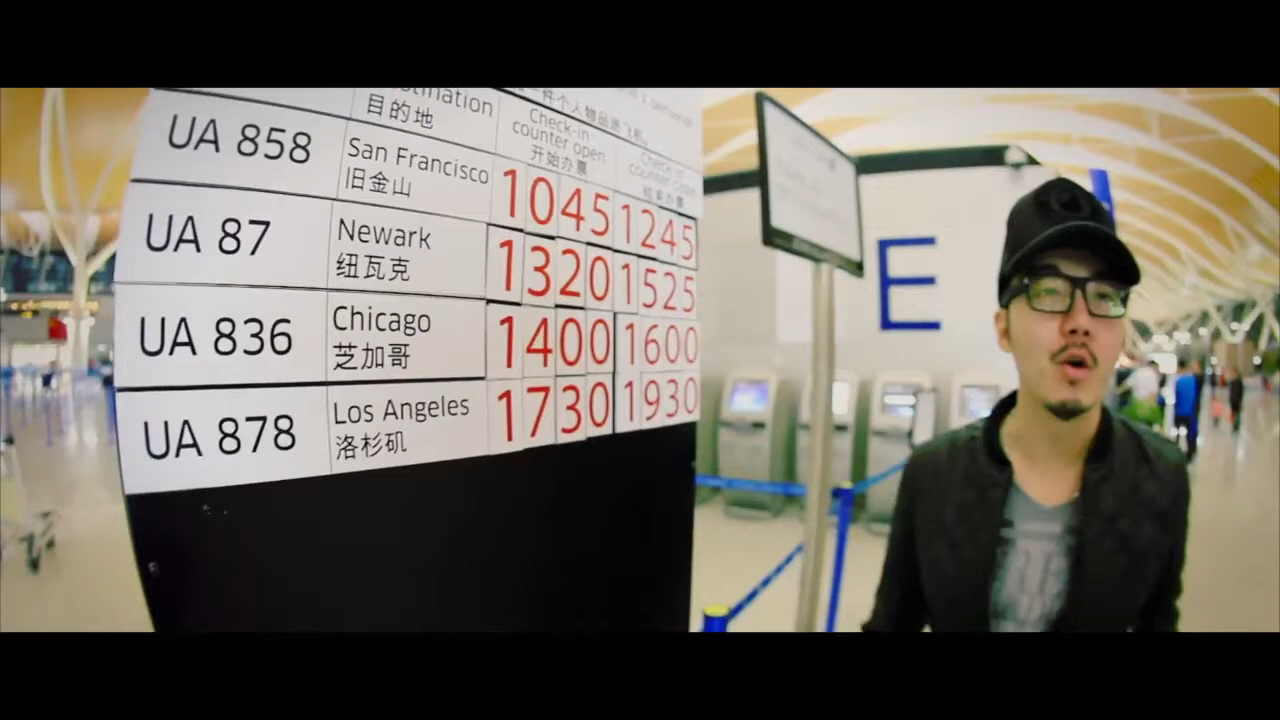 目的地
Check-in
counter open
开始办票
UA 858
San Francisco
旧金山
1045
1245
UA 87
Newark
纽瓦克
1320
1525
UA 836
Chicago
芝加哥
1400
1600
UA 878
Los Angeles
洛杉矶
1730
1930
E